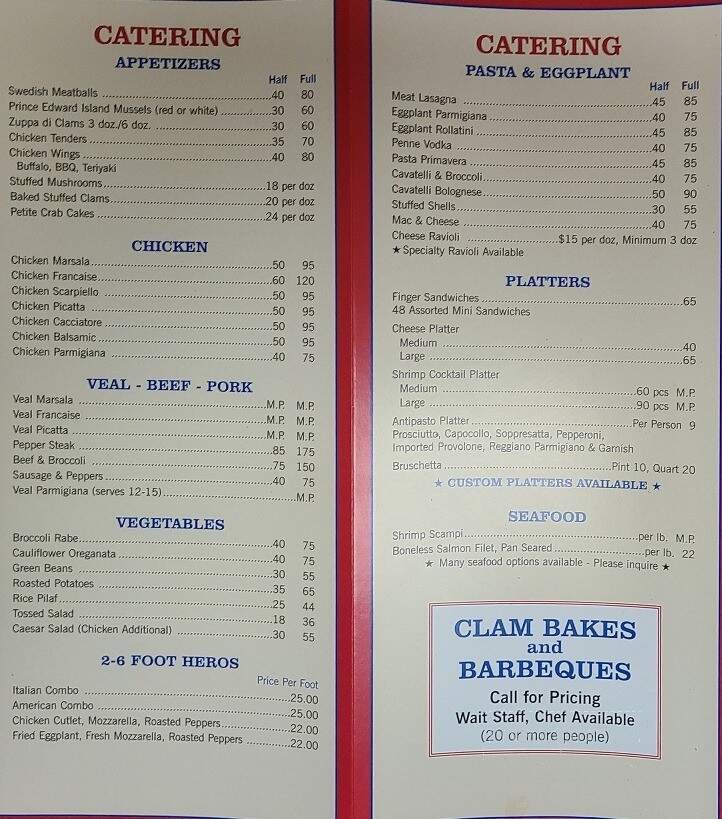 CATERING
APPETIZERS
Half Full
Swedish Meatballs ........ 40 80
Prince Edward Island Mussels (red or white) ........ 30 60
Zuppa di Clams 3 doz./6 doz. ........ 30 60
Chicken Tenders ........ 35 70
Chicken Wings ........ 40 80
Buffalo, BBQ, Teriyaki
Stuffed Mushrooms ........ 18 per doz
Baked Stuffed Clams ........ 20 per doz
Petite Crab Cakes ........ 24 per doz
CHICKEN
Chicken Marsala ........ 50 95
Chicken Francaise ........ 60 120
Chicken Scarpiello ........ 50 95
Chicken Picatta ........ 50 95
Chicken Cacciatore ........ 50 95
Chicken Balsamic ........ 50 95
Chicken Parmigiana ........ 40 75
VEAL - BEEF - PORK
Veal Marsala ........ M.P. M.P.
Veal Francaise ........ M.P. M.P.
Veal Picatta ........ M.P. M.P.
Pepper Steak ........ 85 175
Beef & Broccoli ........ 75 150
Sausage & Peppers ........ 40 75
Veal Parmigiana (serves 12-15) ........ M.P.
VEGETABLES
Broccoli Rabe ........ 40 75
Cauliflower Oreganata ........ 40 75
Green Beans ........ 30 55
Roasted Potatoes ........ 35 65
Rice Pilaf ........ 25 44
Tossed Salad ........ 18 36
Caesar Salad (Chicken Additional) ........ 30 55
2-6 FOOT HEROS
Price Per Foot
Italian Combo ........ 25.00
American Combo ........ 25.00
Chicken Cutlet, Mozzarella, Roasted Peppers ........ 22.00
Fried Eggplant, Fresh Mozzarella, Roasted Peppers ........ 22.00
CATERING
PASTA & EGGPLANT
Half Full
Meat Lasagna ........ 45 85
Eggplant Parmigiana ........ 40 75
Eggplant Rollatini ........ 45 85
Penne Vodka ........ 40 75
Pasta Primavera ........ 45 85
Cavatelli & Broccoli ........ 40 75
Cavatelli Bolognese ........ 50 90
Stuffed Shells ........ 30 55
Mac & Cheese ........ 40 75
Cheese Ravioli ........ $15 per doz, Minimum 3 doz
★ Specialty Ravioli Available
PLATTERS
Finger Sandwiches ........ 65
48 Assorted Mini Sandwiches
Cheese Platter
Medium ........ 40
Large ........ 65
Shrimp Cocktail Platter
Medium ........ 60 pcs M.P.
Large ........ 90 pcs M.P.
Antipasto Platter ........ Per Person 9
Prosciutto, Capocollo, Soppresatta, Pepperoni,
Imported Provolone, Reggiano Parmigiano & Garnish
Bruschetta ........ Pint 10, Quart 20
★ CUSTOM PLATTERS AVAILABLE ★
SEAFOOD
Shrimp Scampi ........ per lb. M.P.
Boneless Salmon Filet, Pan Seared ........ per lb. 22
★ Many seafood options available - Please inquire ★
CLAM BAKES
and
BARBEQUES
Call for Pricing
Wait Staff, Chef Available
(20 or more people)